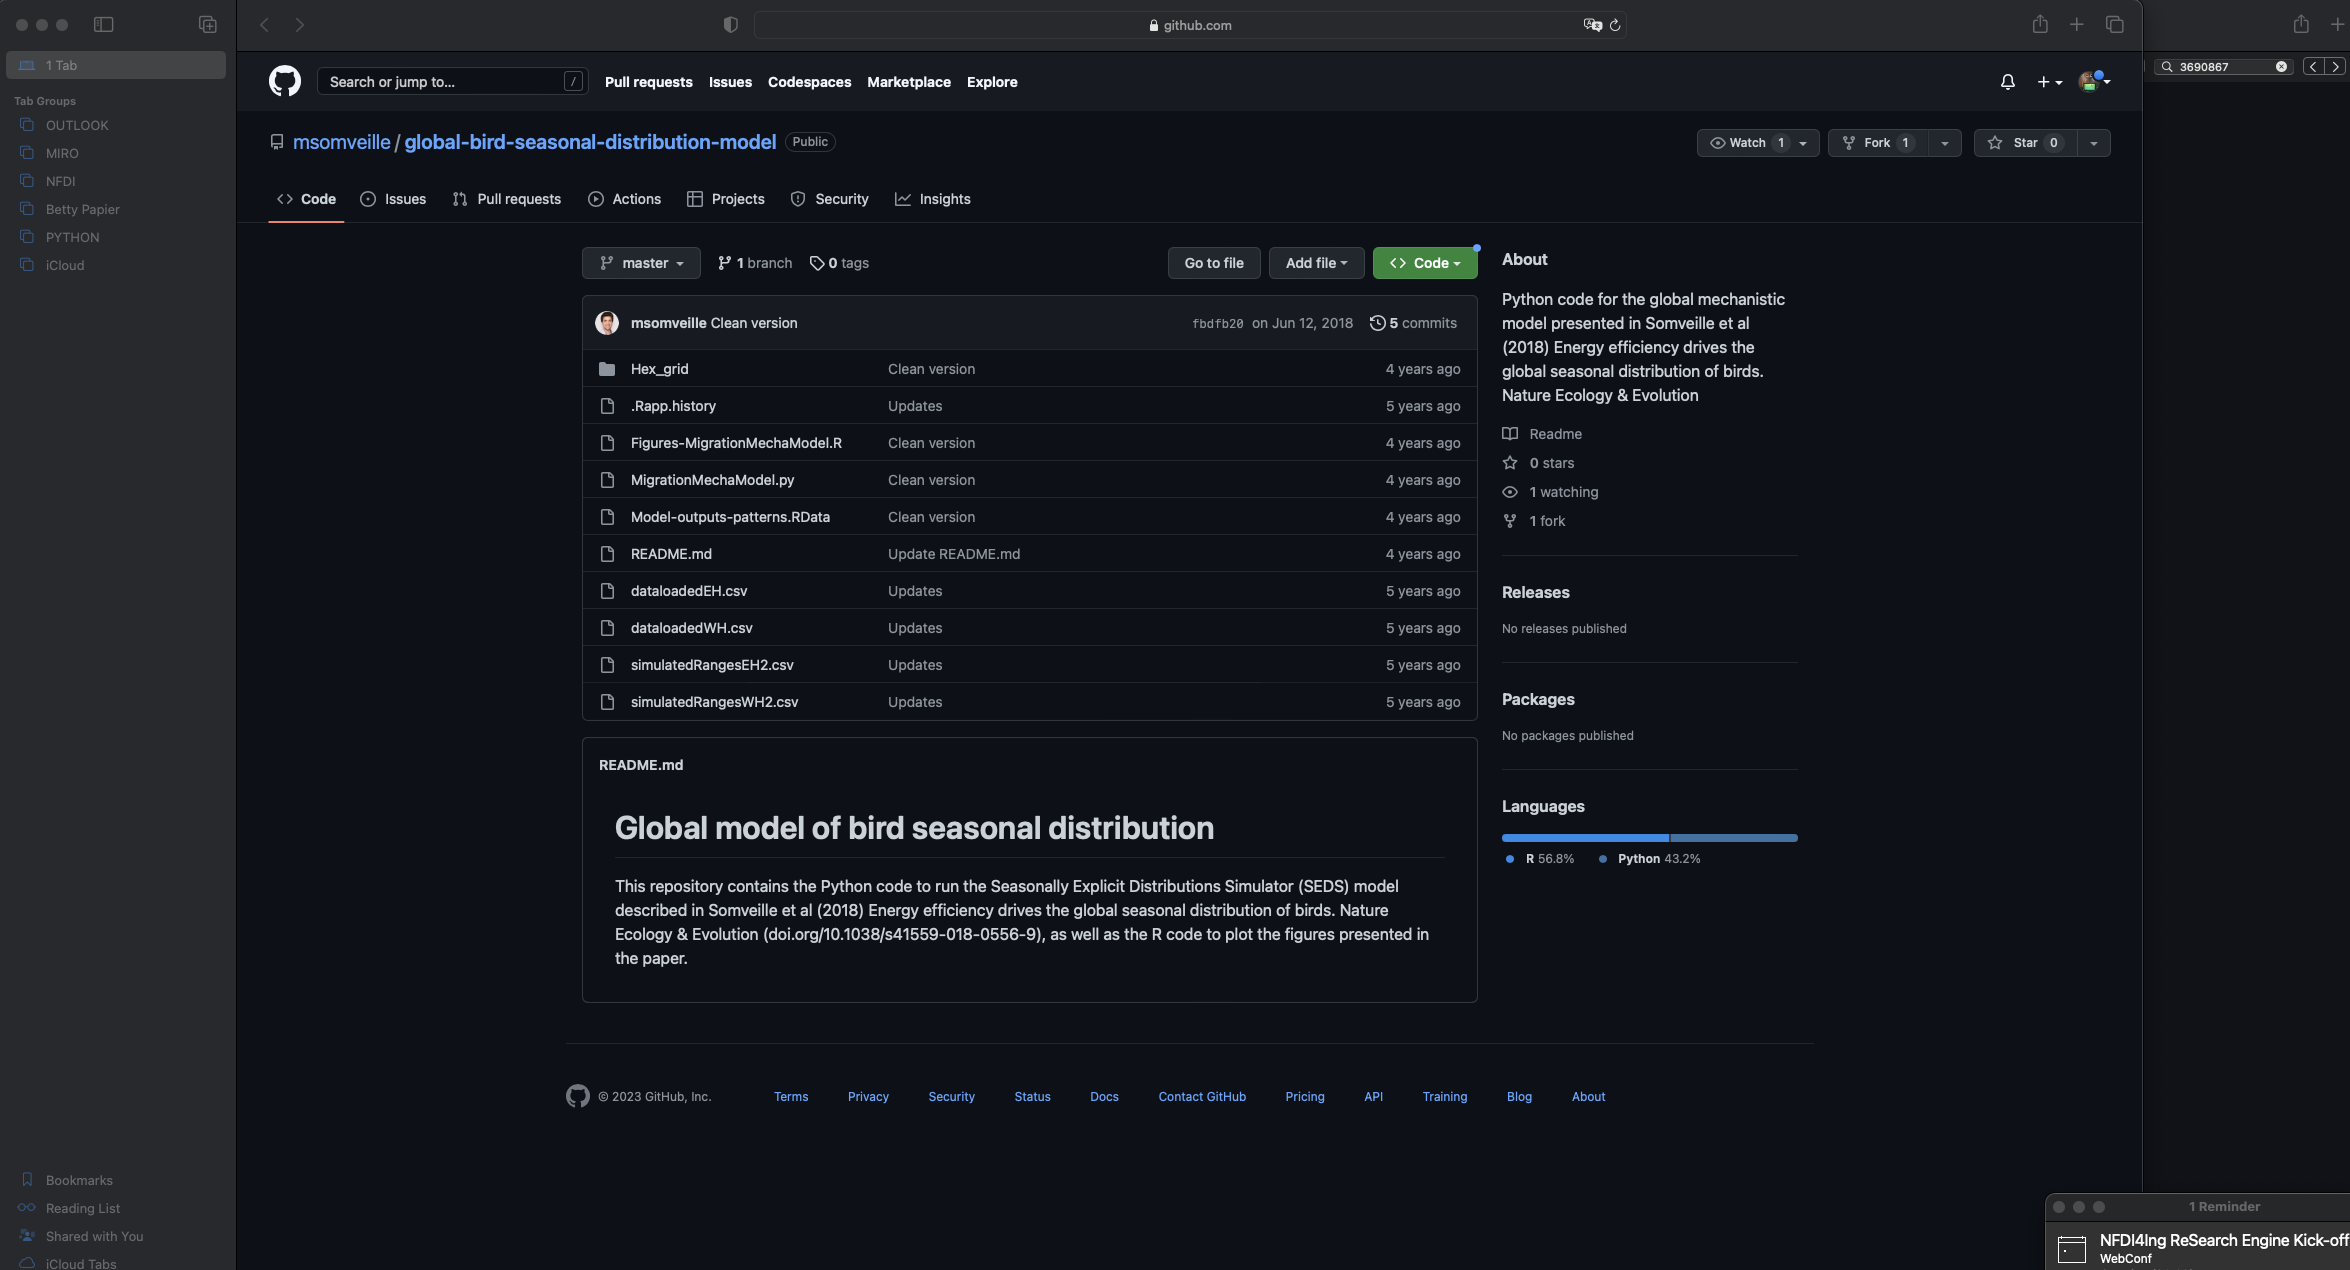 github.com
1 Tab
Tab Groups
OUTLOOK
MIRO
NFDI
Betty Papier
PYTHON
iCloud
Bookmarks
Reading List
Shared with You
iCloud Tabs
Search or jump to...
/
Pull requests
Issues
Codespaces
Marketplace
Explore
3690867
msomveille / global-bird-seasonal-distribution-model
Public
Watch 1
Fork 1
Star 0
Code
Issues
Pull requests
Actions
Projects
Security
Insights
master
1 branch
0 tags
Go to file
Add file
Code
msomveille Clean version
fbdfb20 on Jun 12, 2018
5 commits
Hex_grid Clean version 4 years ago
.Rapp.history Updates 5 years ago
Figures-MigrationMechaModel.R Clean version 4 years ago
MigrationMechaModel.py Clean version 4 years ago
Model-outputs-patterns.RData Clean version 4 years ago
README.md Update README.md 4 years ago
dataloadedEH.csv Updates 5 years ago
dataloadedWH.csv Updates 5 years ago
simulatedRangesEH2.csv Updates 5 years ago
simulatedRangesWH2.csv Updates 5 years ago
README.md
Global model of bird seasonal distribution
This repository contains the Python code to run the Seasonally Explicit Distributions Simulator (SEDS) model
described in Somveille et al (2018) Energy efficiency drives the global seasonal distribution of birds. Nature
Ecology & Evolution (doi.org/10.1038/s41559-018-0556-9), as well as the R code to plot the figures presented in
the paper.
About
Python code for the global mechanistic
model presented in Somveille et al
(2018) Energy efficiency drives the
global seasonal distribution of birds.
Nature Ecology & Evolution
Readme
0 stars
1 watching
1 fork
Releases
No releases published
Packages
No packages published
Languages
R 56.8%
Python 43.2%
© 2023 GitHub, Inc.
Terms
Privacy
Security
Status
Docs
Contact GitHub
Pricing
API
Training
Blog
About
1 Reminder
NFDI4Ing ReSearch Engine Kick-off
WebConf